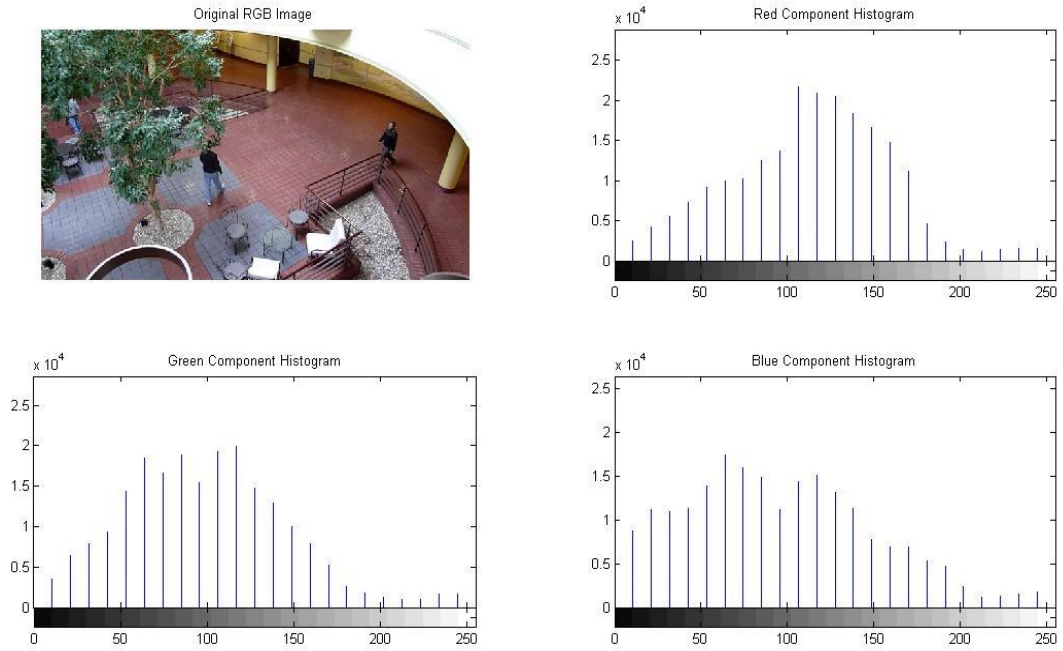 Original RGB Image
Red Component Histogram
x 10^4
2.5
2
1.5
1
0.5
0
0 50 100 150 200 250
Green Component Histogram
x 10^4
2.5
2
1.5
1
0.5
0
0 50 100 150 200 250
Blue Component Histogram
x 10^4
2.5
2
1.5
1
0.5
0
0 50 100 150 200 250